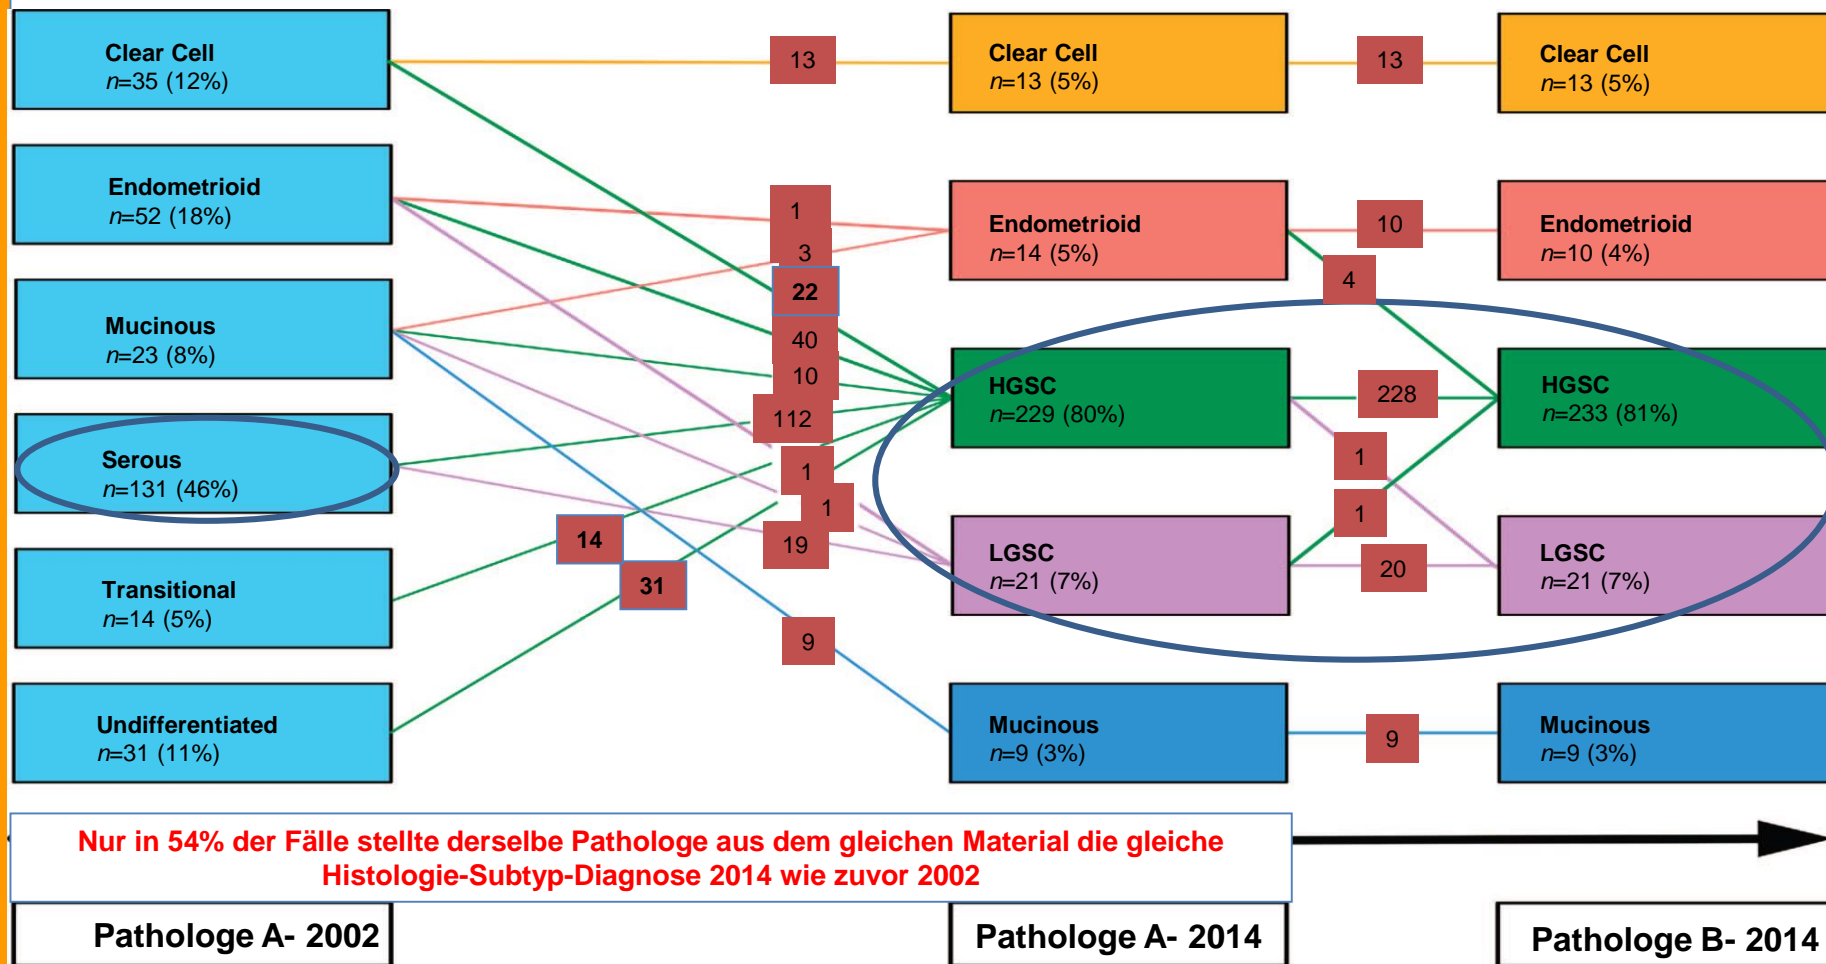 Clear Cell
n=35 (12%)
Endometrioid
n=52 (18%)
Mucinous
n=23 (8%)
Serous
n=131 (46%)
Transitional
n=14 (5%)
Undifferentiated
n=31 (11%)
13
1
3
22
40
10
112
1
1
19
14
31
9
Clear Cell
n=13 (5%)
Endometrioid
n=14 (5%)
HGSC
n=229 (80%)
LGSC
n=21 (7%)
Mucinous
n=9 (3%)
13
10
4
228
1
1
20
9
Clear Cell
n=13 (5%)
Endometrioid
n=10 (4%)
HGSC
n=233 (81%)
LGSC
n=21 (7%)
Mucinous
n=9 (3%)
Nur in 54% der Fälle stellte derselbe Pathologe aus dem gleichen Material die gleiche
Histologie-Subtyp-Diagnose 2014 wie zuvor 2002
Pathologe A- 2002
Pathologe A- 2014
Pathologe B- 2014